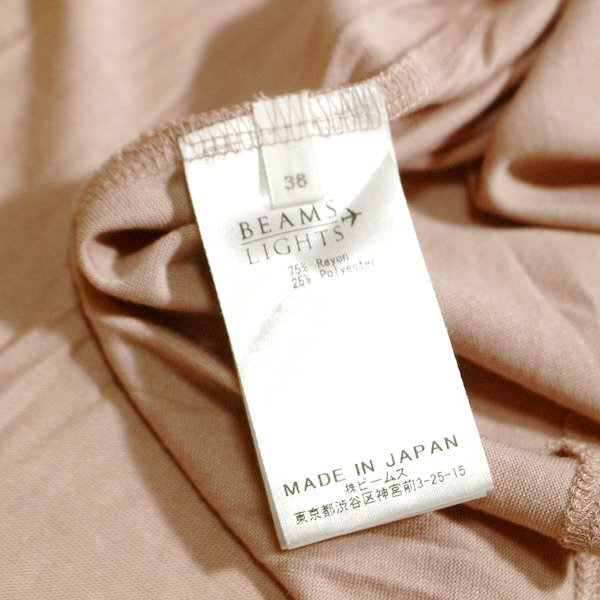 38
BEAMS
LIGHTS
75% Rayon
25% Polyester
MADE IN JAPAN
株ビームス
東京都渋谷区神宮前3-25-15